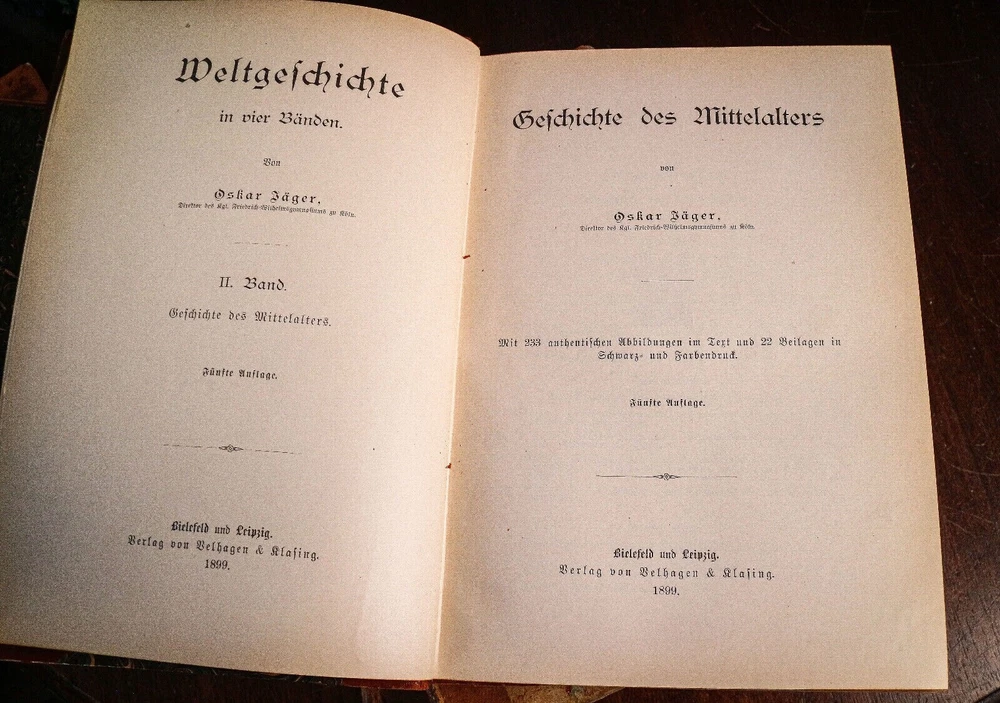 Weltgeſchichte
in vier Bänden.
Von
Oskar Jäger,
Direktor des Kgl. Friedrich-Wilhelmsgymnaſiums zu Köln.
II. Band.
Geſchichte des Mittelalters.
Fünfte Auflage.
Bielefeld und Leipzig.
Verlag von Velhagen & Klaſing.
1899.
Geſchichte des Mittelalters
von
Oskar Jäger,
Direktor des Kgl. Friedrich-Wilhelmsgymnaſiums zu Köln.
Mit 233 authentiſchen Abbildungen im Text und 22 Beilagen in
Schwarz- und Farbendruck.
Fünfte Auflage.
Bielefeld und Leipzig.
Verlag von Velhagen & Klaſing.
1899.